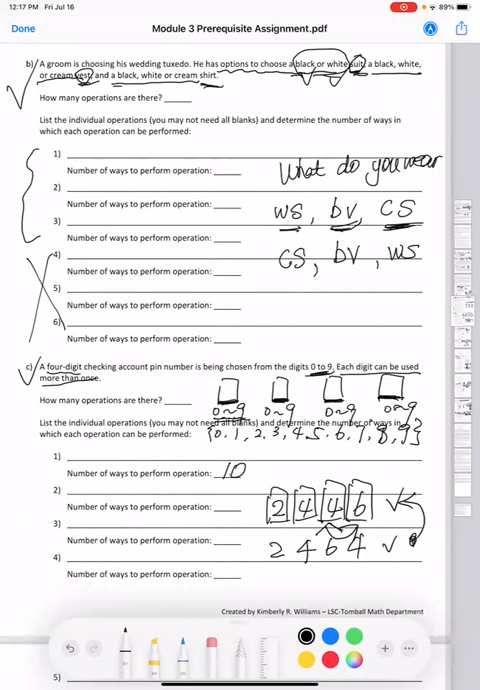 12:17 PM Thu Jul 16
79%
Done
Module 3 Prerequisite Assignment.pdf
b) A groom is choosing his wedding tuxedo. He has options to choose a black or white suit, a black, white,
or cream vest, and a black, white or cream shirt.
How many operations are there? ______
List the individual operations (you may not need all blanks) and determine the number of ways in
which each operation can be performed:
1)
Number of ways to perform operation: ______
What do you wear
2)
Number of ways to perform operation: ______
WS, bV, CS
3)
Number of ways to perform operation: ______
CS, bV, WS
4)
Number of ways to perform operation: ______
5)
Number of ways to perform operation: ______
6)
Number of ways to perform operation: ______
c) A four-digit checking account pin number is being chosen from the digits 0 to 9. Each digit can be used
more than once.
How many operations are there? ______
0~9 0~9 0~9 0~9
List the individual operations (you may not need all blanks) and determine the number of ways in
{0, 1, 2, 3, 4, 5, 6, 7, 8, 9}
which each operation can be performed:
1)
Number of ways to perform operation: 10
2)
Number of ways to perform operation: ______
2 4 4 6
3)
Number of ways to perform operation: ______
2 4 6 4
4)
Number of ways to perform operation: ______
Created by Kimberly R. Williams – LSC-Tomball Math Department
5)